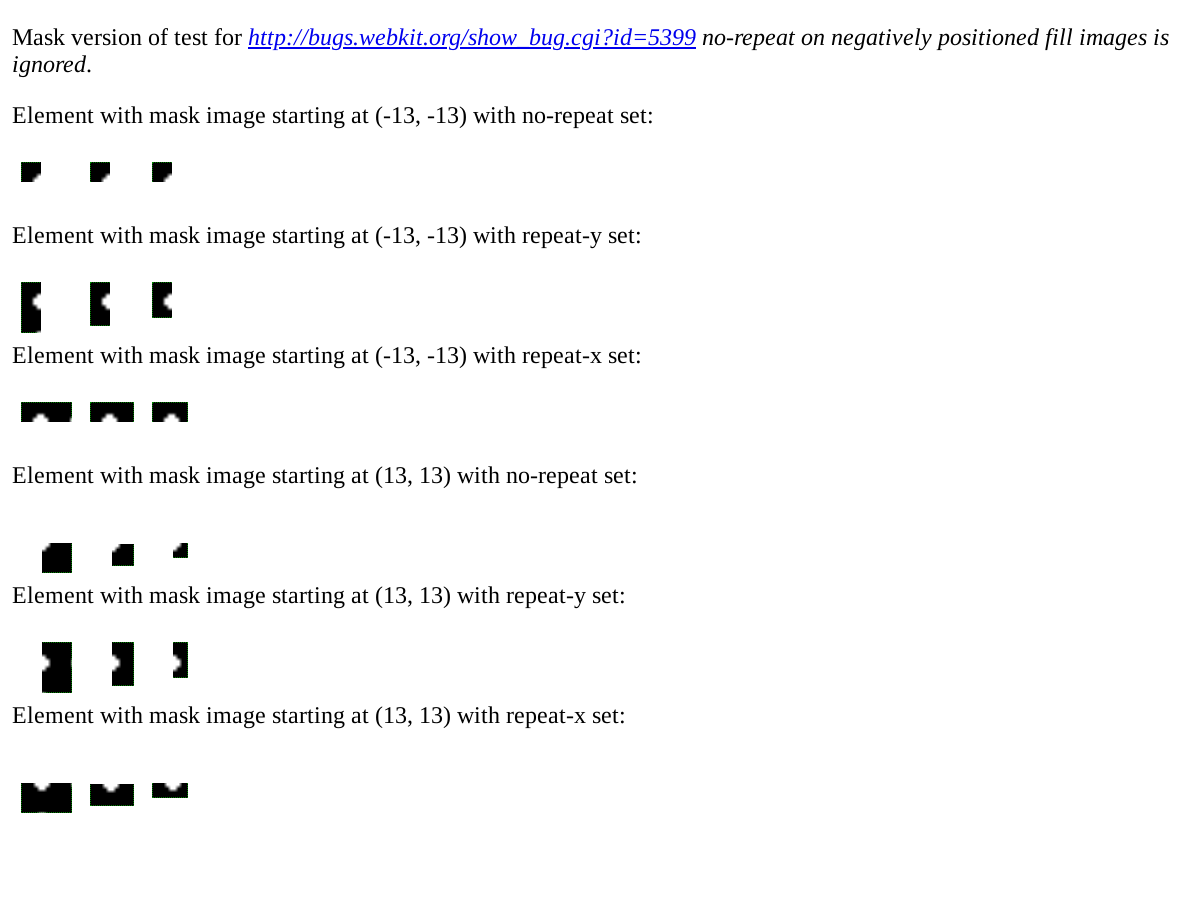 Mask version of test for http://bugs.webkit.org/show_bug.cgi?id=5399 no-repeat on negatively positioned fill images is
ignored.
Element with mask image starting at (-13, -13) with no-repeat set:
Element with mask image starting at (-13, -13) with repeat-y set:
Element with mask image starting at (-13, -13) with repeat-x set:
Element with mask image starting at (13, 13) with no-repeat set:
Element with mask image starting at (13, 13) with repeat-y set:
Element with mask image starting at (13, 13) with repeat-x set: